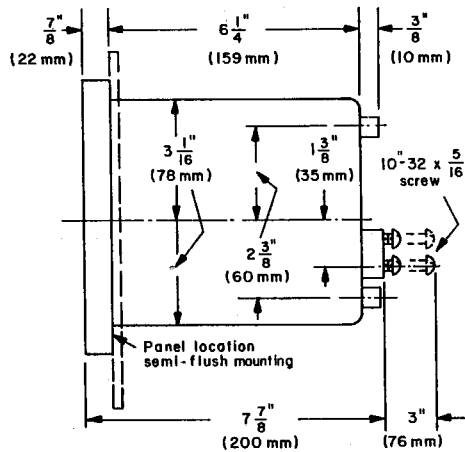 7/8"
(22 mm)
6 1/4"
(159 mm)
3/8"
(10 mm)
3 1/16"
(78 mm)
1 3/8"
(35 mm)
10"-32 x 5/16
screw
2 3/8"
(60 mm)
Panel location
semi-flush mounting
7 7/8"
(200 mm)
3"
(76 mm)